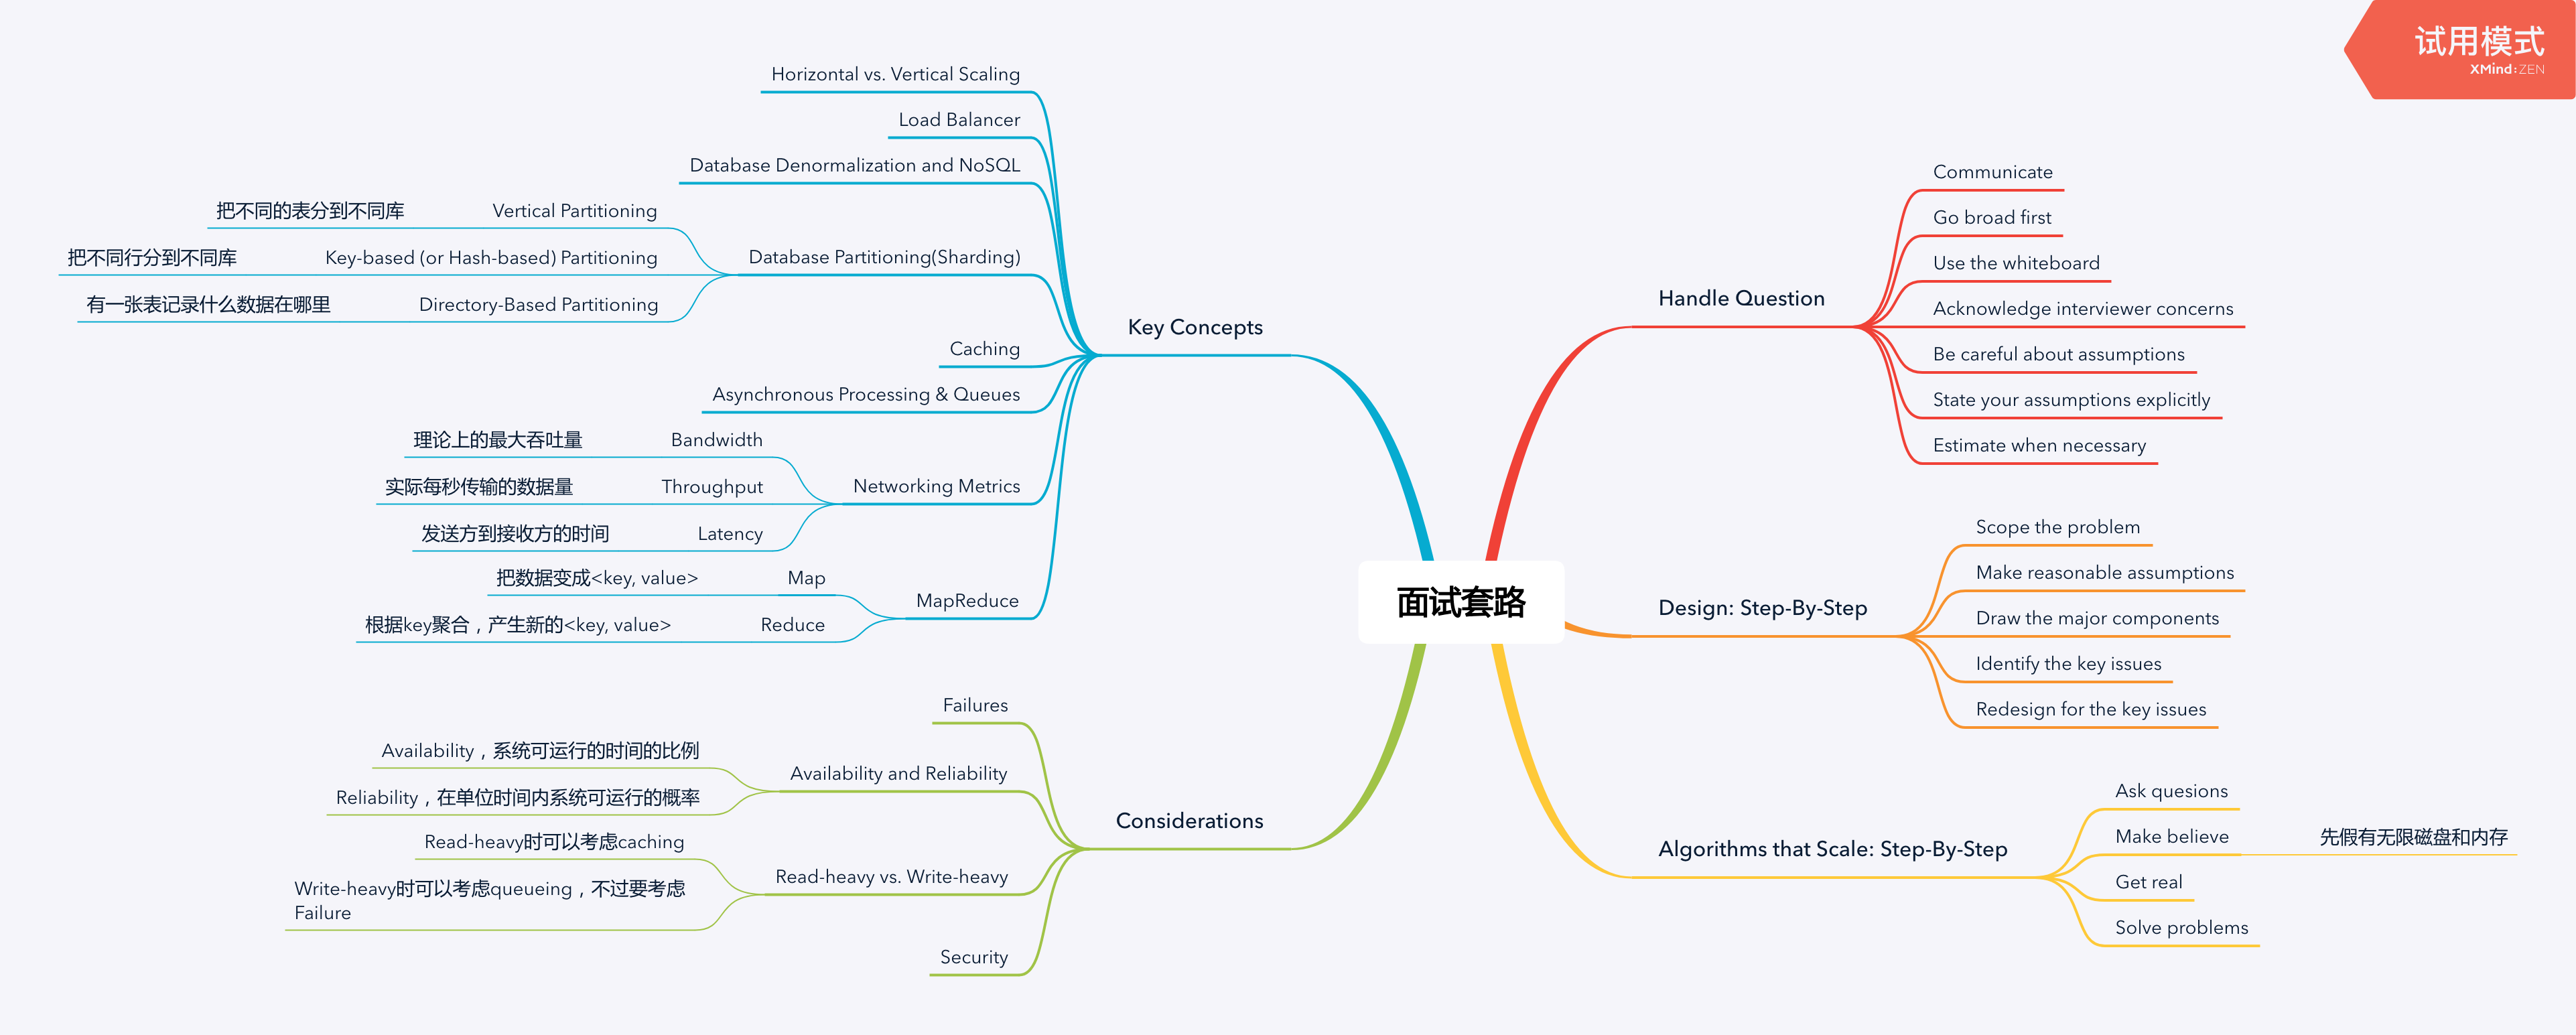 试用模式
XMind:ZEN
面试套路
Handle Question
Communicate
Go broad first
Use the whiteboard
Acknowledge interviewer concerns
Be careful about assumptions
State your assumptions explicitly
Estimate when necessary
Design: Step-By-Step
Scope the problem
Make reasonable assumptions
Draw the major components
Identify the key issues
Redesign for the key issues
Algorithms that Scale: Step-By-Step
Ask quesions
Make believe
先假有无限磁盘和内存
Get real
Solve problems
Key Concepts
Horizontal vs. Vertical Scaling
Load Balancer
Database Denormalization and NoSQL
Database Partitioning(Sharding)
Vertical Partitioning
把不同的表分到不同库
Key-based (or Hash-based) Partitioning
把不同行分到不同库
Directory-Based Partitioning
有一张表记录什么数据在哪里
Caching
Asynchronous Processing & Queues
Networking Metrics
Bandwidth
理论上的最大吞吐量
Throughput
实际每秒传输的数据量
Latency
发送方到接收方的时间
MapReduce
Map
把数据变成<key, value>
Reduce
根据key聚合，产生新的<key, value>
Considerations
Failures
Availability and Reliability
Availability，系统可运行的时间的比例
Reliability，在单位时间内系统可运行的概率
Read-heavy vs. Write-heavy
Read-heavy时可以考虑caching
Write-heavy时可以考虑queueing，不过要考虑
Failure
Security